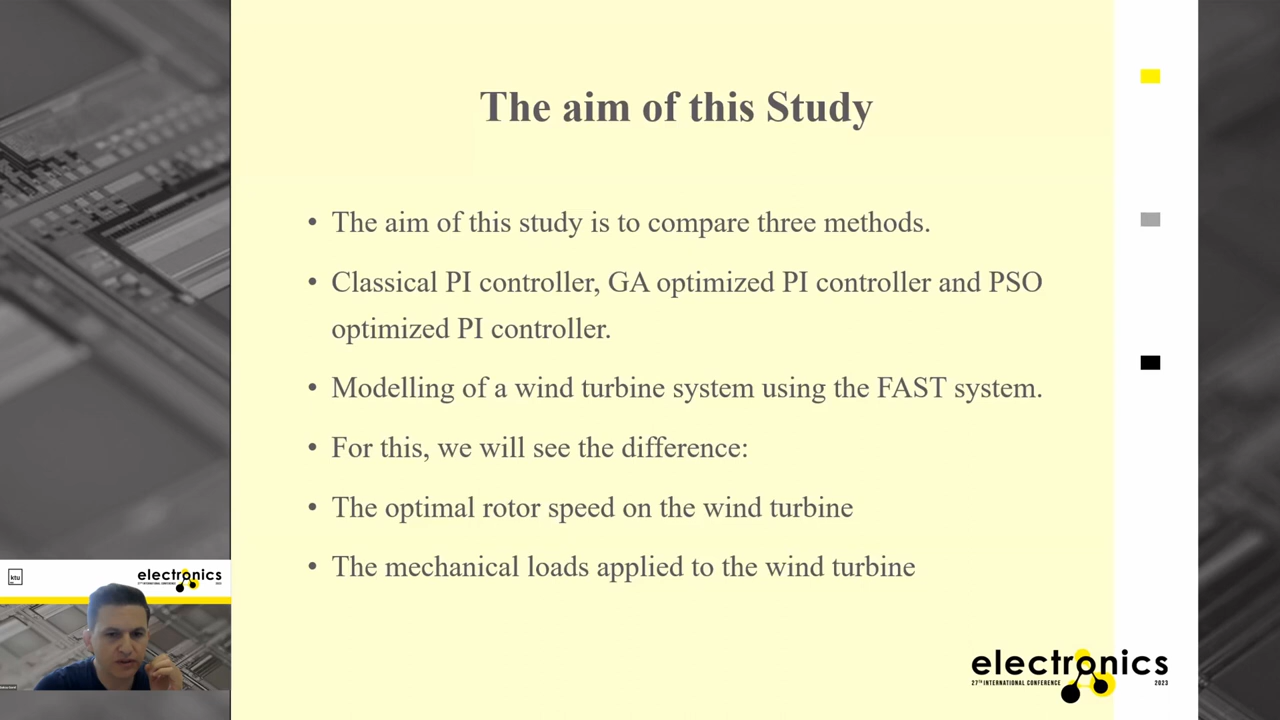 The aim of this Study
• The aim of this study is to compare three methods.
• Classical PI controller, GA optimized PI controller and PSO
optimized PI controller.
• Modelling of a wind turbine system using the FAST system.
• For this, we will see the difference:
• The optimal rotor speed on the wind turbine
• The mechanical loads applied to the wind turbine
ktu
electronics
electronics
27TH INTERNATIONAL CONFERENCE 2023